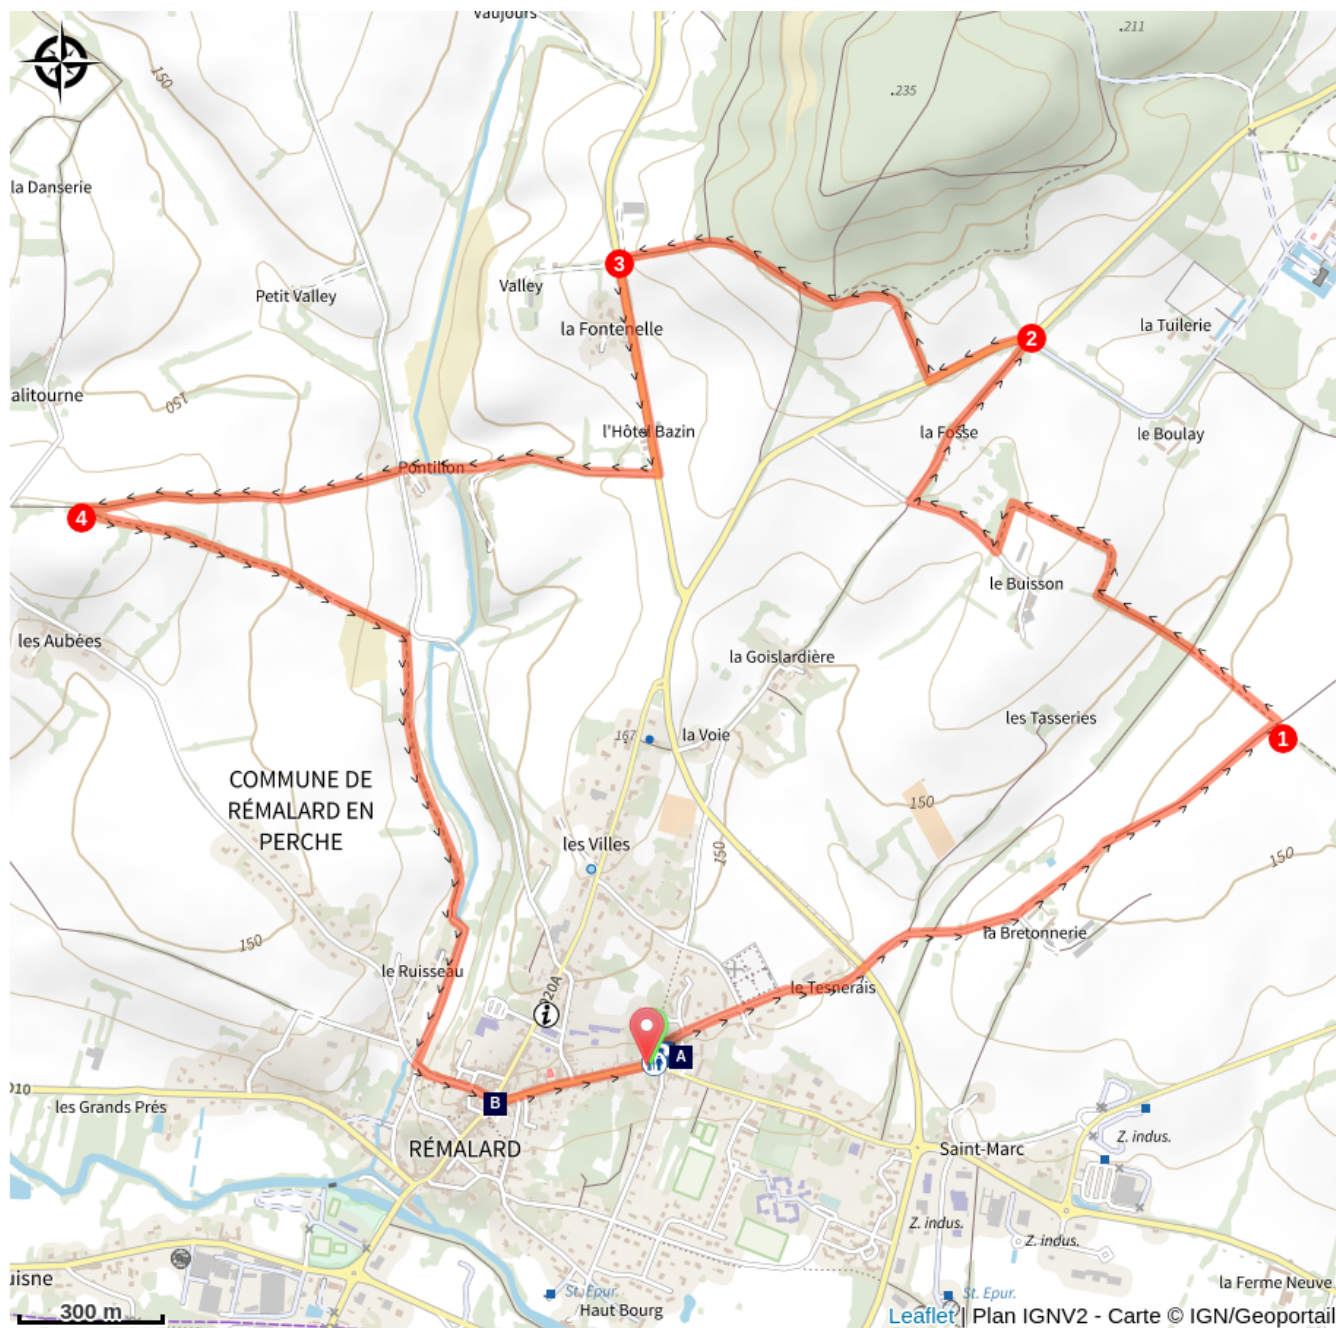 Vaujours
211
150
235
la Danserie
3
Petit Valley
Valley
2
la Tuilerie
la Fontenelle
alitourne
150
l'Hôtel Bazin
la Fosse
le Boulay
Pontillon
4
le Buisson
les Aubées
la Goislardière
les Tasseries
167
la Voie
1
COMMUNE DE
RÉMALARD EN
PERCHE
150
les Villes
150
150
150
la Bretonnerie
le Ruisseau
le Tesnerais
920A
i
A
B
les Grands Prés
RÉMALARD
Saint-Marc
Z. indus.
Z. indus.
Z. indus.
uisne
St. Epur.
Haut Bourg
St. Epur.
la Ferme Neuve
300 m
Leaflet | Plan IGNV2 - Carte © IGN/Geoportail